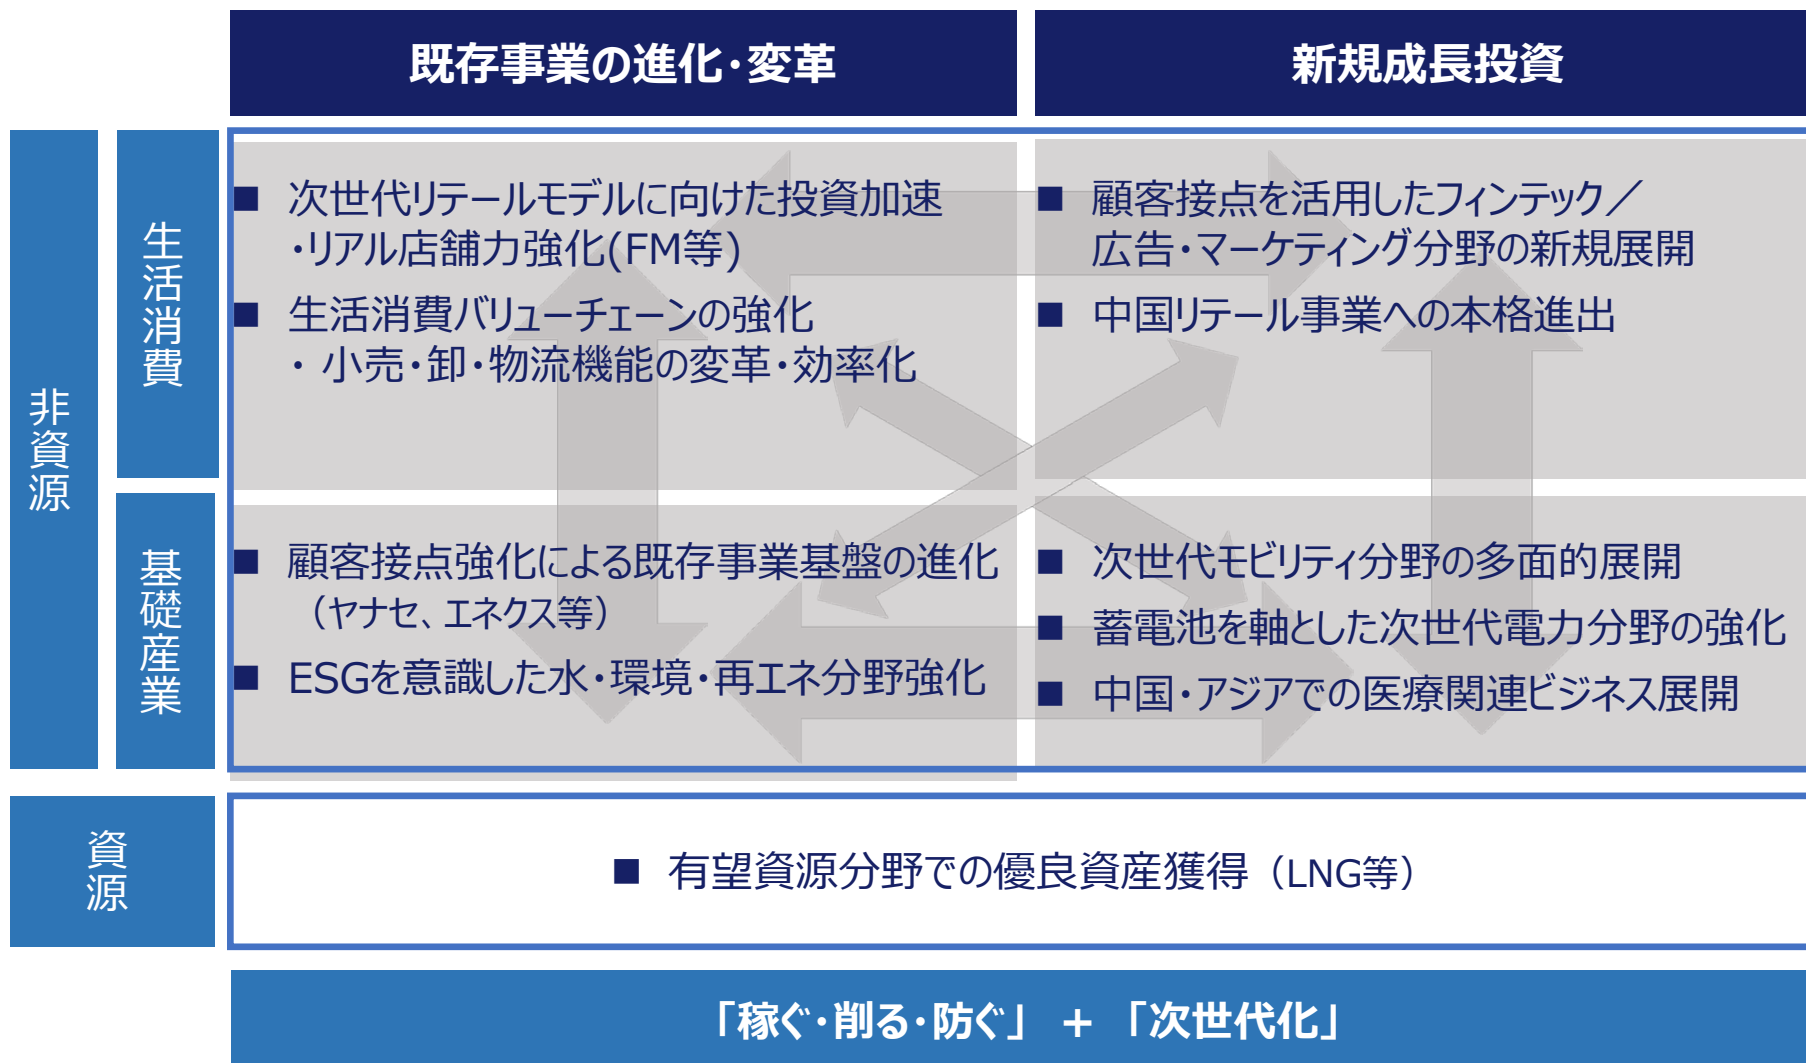 既存事業の進化・変革
新規成長投資
非資源
生活消費
■ 次世代リテールモデルに向けた投資加速
・リアル店舗力強化(FM等)
■ 生活消費バリューチェーンの強化
・ 小売・卸・物流機能の変革・効率化
■ 顧客接点を活用したフィンテック／
広告・マーケティング分野の新規展開
■ 中国リテール事業への本格進出
基礎産業
■ 顧客接点強化による既存事業基盤の進化
（ヤナセ、エネクス等）
■ ESGを意識した水・環境・再エネ分野強化
■ 次世代モビリティ分野の多面的展開
■ 蓄電池を軸とした次世代電力分野の強化
■ 中国・アジアでの医療関連ビジネス展開
資源
■ 有望資源分野での優良資産獲得（LNG等）
「稼ぐ・削る・防ぐ」 + 「次世代化」